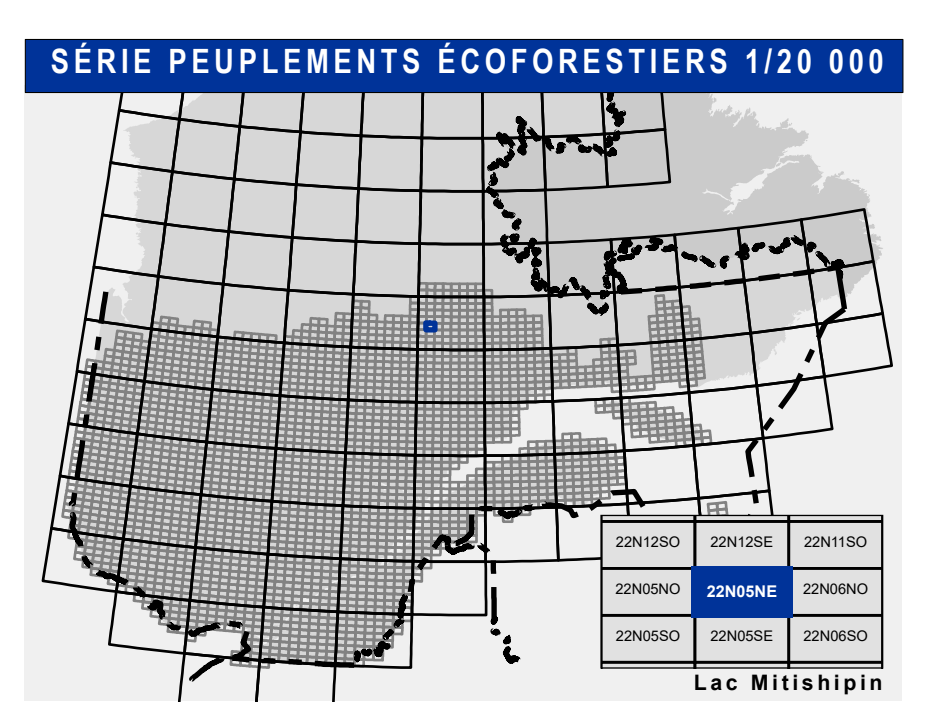 SÉRIE PEUPLEMENTS ÉCOFORESTIERS 1/20 000
22N12SO 22N12SE 22N11SO
22N05NO 22N05NE 22N06NO
22N05SO 22N05SE 22N06SO
Lac Mitishipin